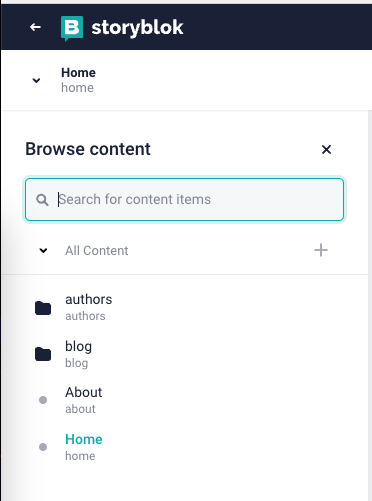 B storyblok
Home
home
Browse content
Search for content items
All Content
authors
authors
blog
blog
About
about
Home
home